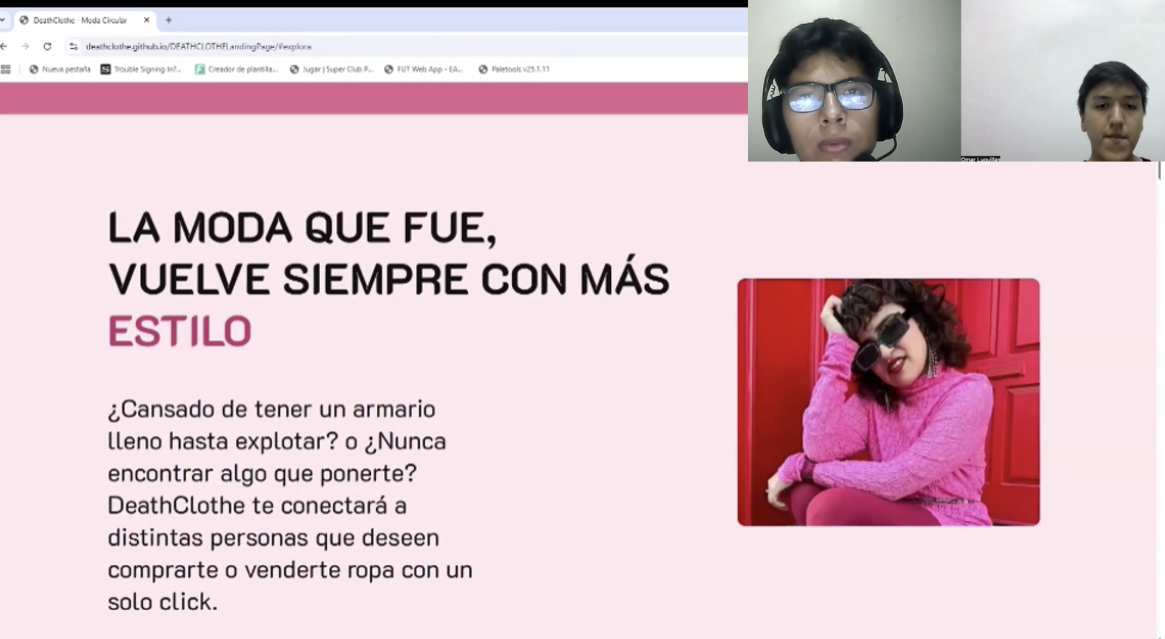 DeathClothe - Moda Circular
deathclothe.github.io/DEATHCLOTHELandingPage/#explora
Nueva pestaña
Trouble Signing In?...
Creador de plantilla...
Jugar | Super Club P...
FUT Web App - EA...
Paletools v25.1.11
Omar Luquillas
LA MODA QUE FUE,
VUELVE SIEMPRE CON MÁS
ESTILO
¿Cansado de tener un armario
lleno hasta explotar? o ¿Nunca
encontrar algo que ponerte?
DeathClothe te conectará a
distintas personas que deseen
comprarte o venderte ropa con un
solo click.